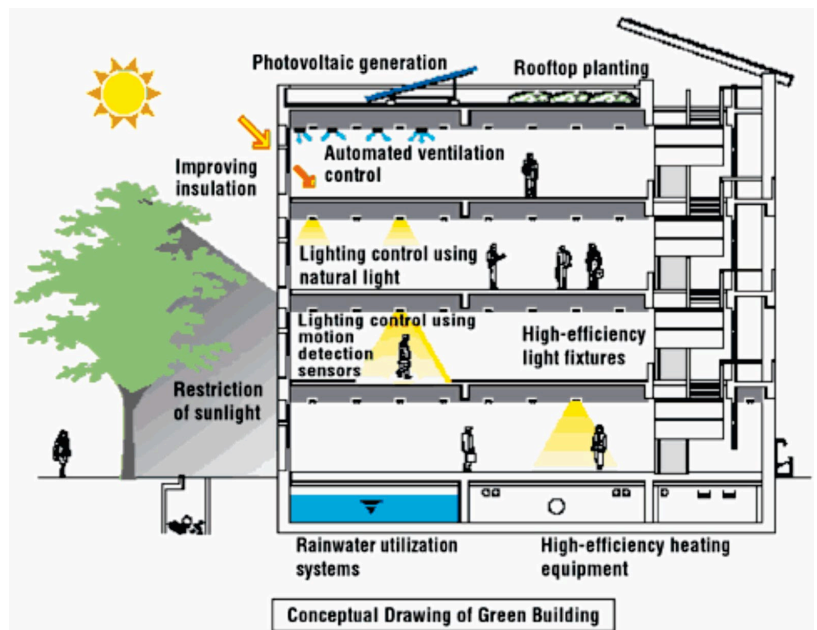 Photovoltaic generation
Rooftop planting
Improving
insulation
Automated ventilation
control
Lighting control using
natural light
Lighting control using
motion
detection
sensors
High-efficiency
light fixtures
Restriction
of sunlight
Rainwater utilization
systems
High-efficiency heating
equipment
Conceptual Drawing of Green Building